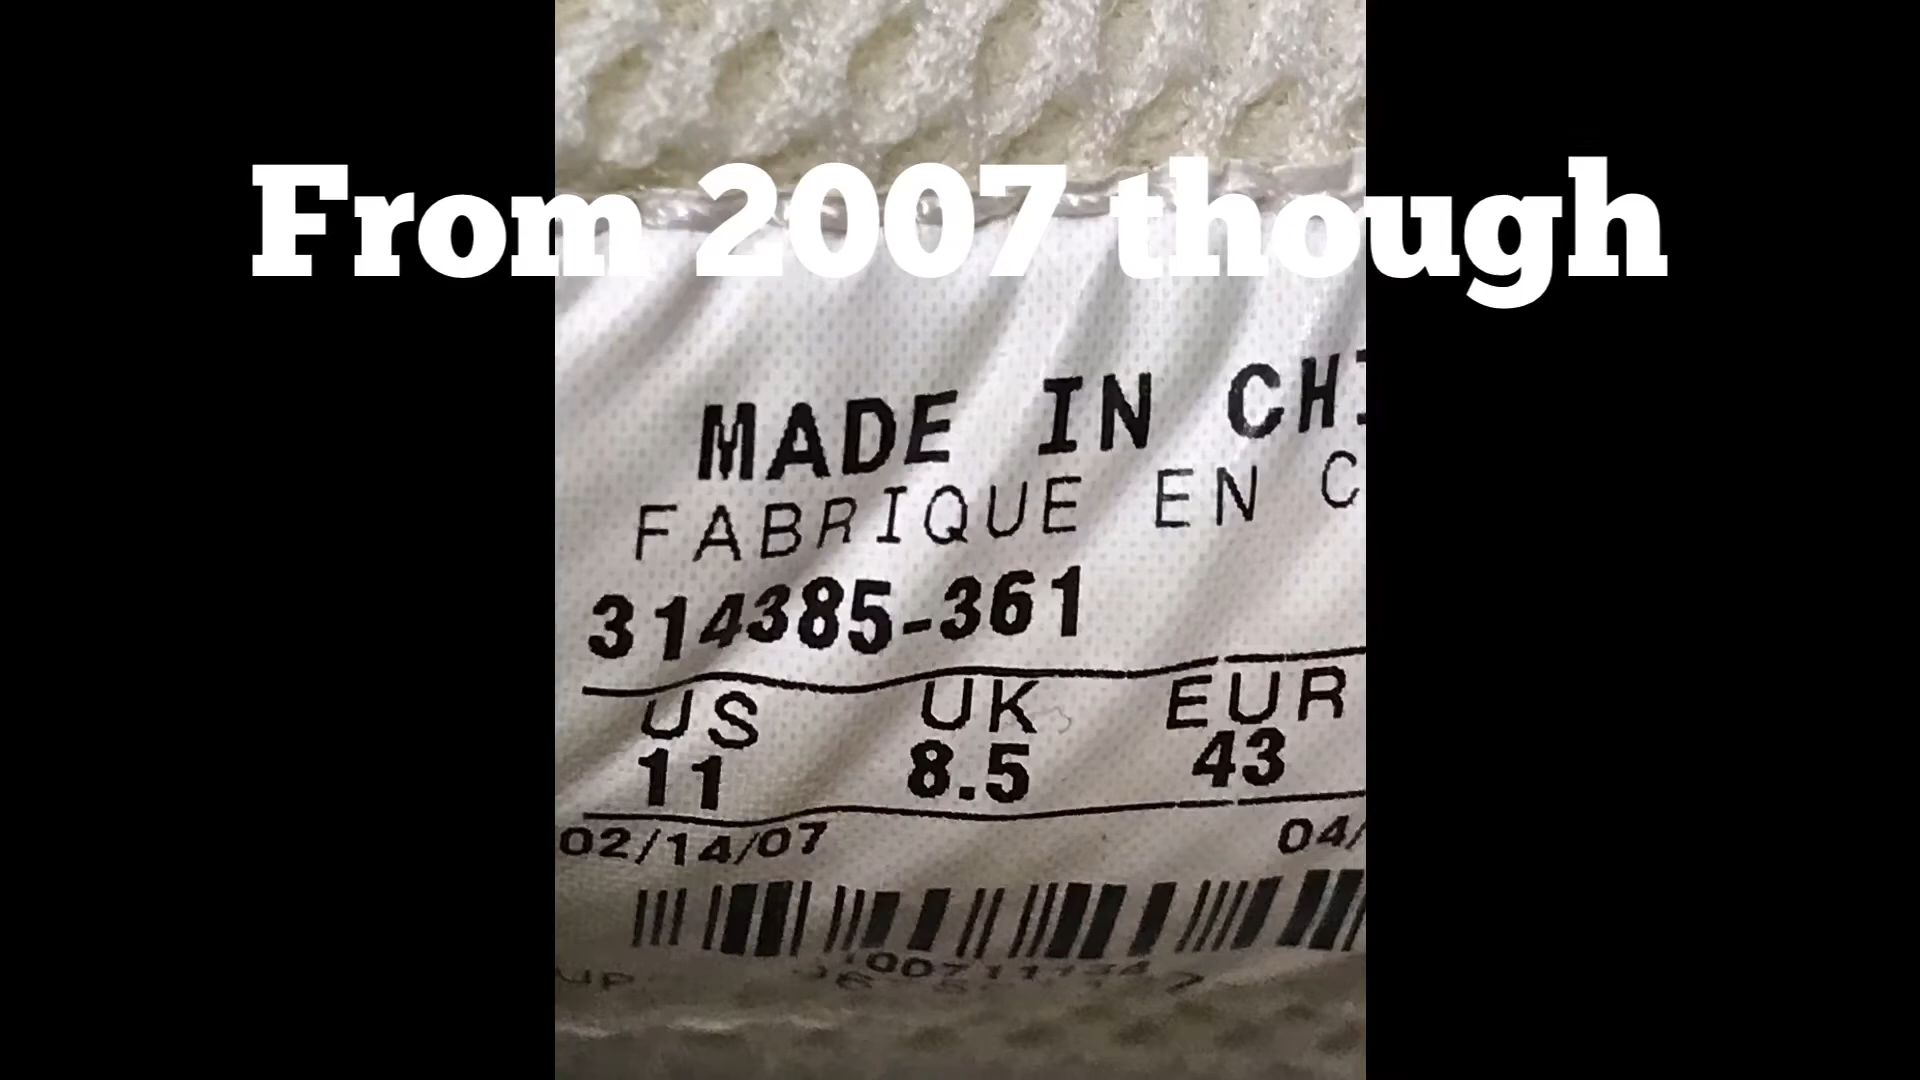 From 2007 though
MADE IN CHI
FABRIQUE EN C
314385-361
US UK EUR
11 8.5 43
02/14/07 04/